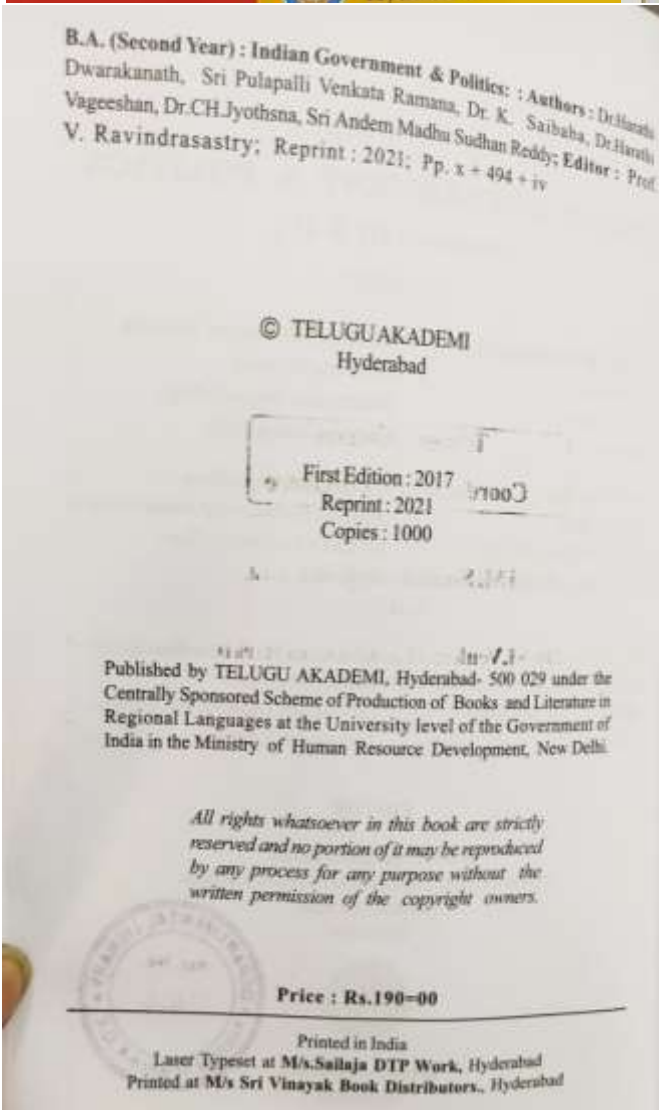 B.A. (Second Year) : Indian Government & Politics: : Authors : Dr.Harathi
Dwarakanath, Sri Pulapalli Venkata Ramana, Dr. K. Saibaba, Dr.Harathi
Vageeshan, Dr.CH.Jyothsna, Sri Andem Madhu Sudhan Reddy; Editor : Prof.
V. Ravindrasastry; Reprint : 2021; Pp. x + 494 + iv
© TELUGU AKADEMI
Hyderabad
First Edition : 2017
Reprint : 2021
Copies : 1000
Published by TELUGU AKADEMI, Hyderabad- 500 029 under the
Centrally Sponsored Scheme of Production of Books and Literature in
Regional Languages at the University level of the Government of
India in the Ministry of Human Resource Development, New Delhi.
All rights whatsoever in this book are strictly
reserved and no portion of it may be reproduced
by any process for any purpose without the
written permission of the copyright owners.
Price : Rs.190=00
Printed in India
Laser Typeset at M/s.Sailaja DTP Work, Hyderabad
Printed at M/s Sri Vinayak Book Distributors., Hyderabad